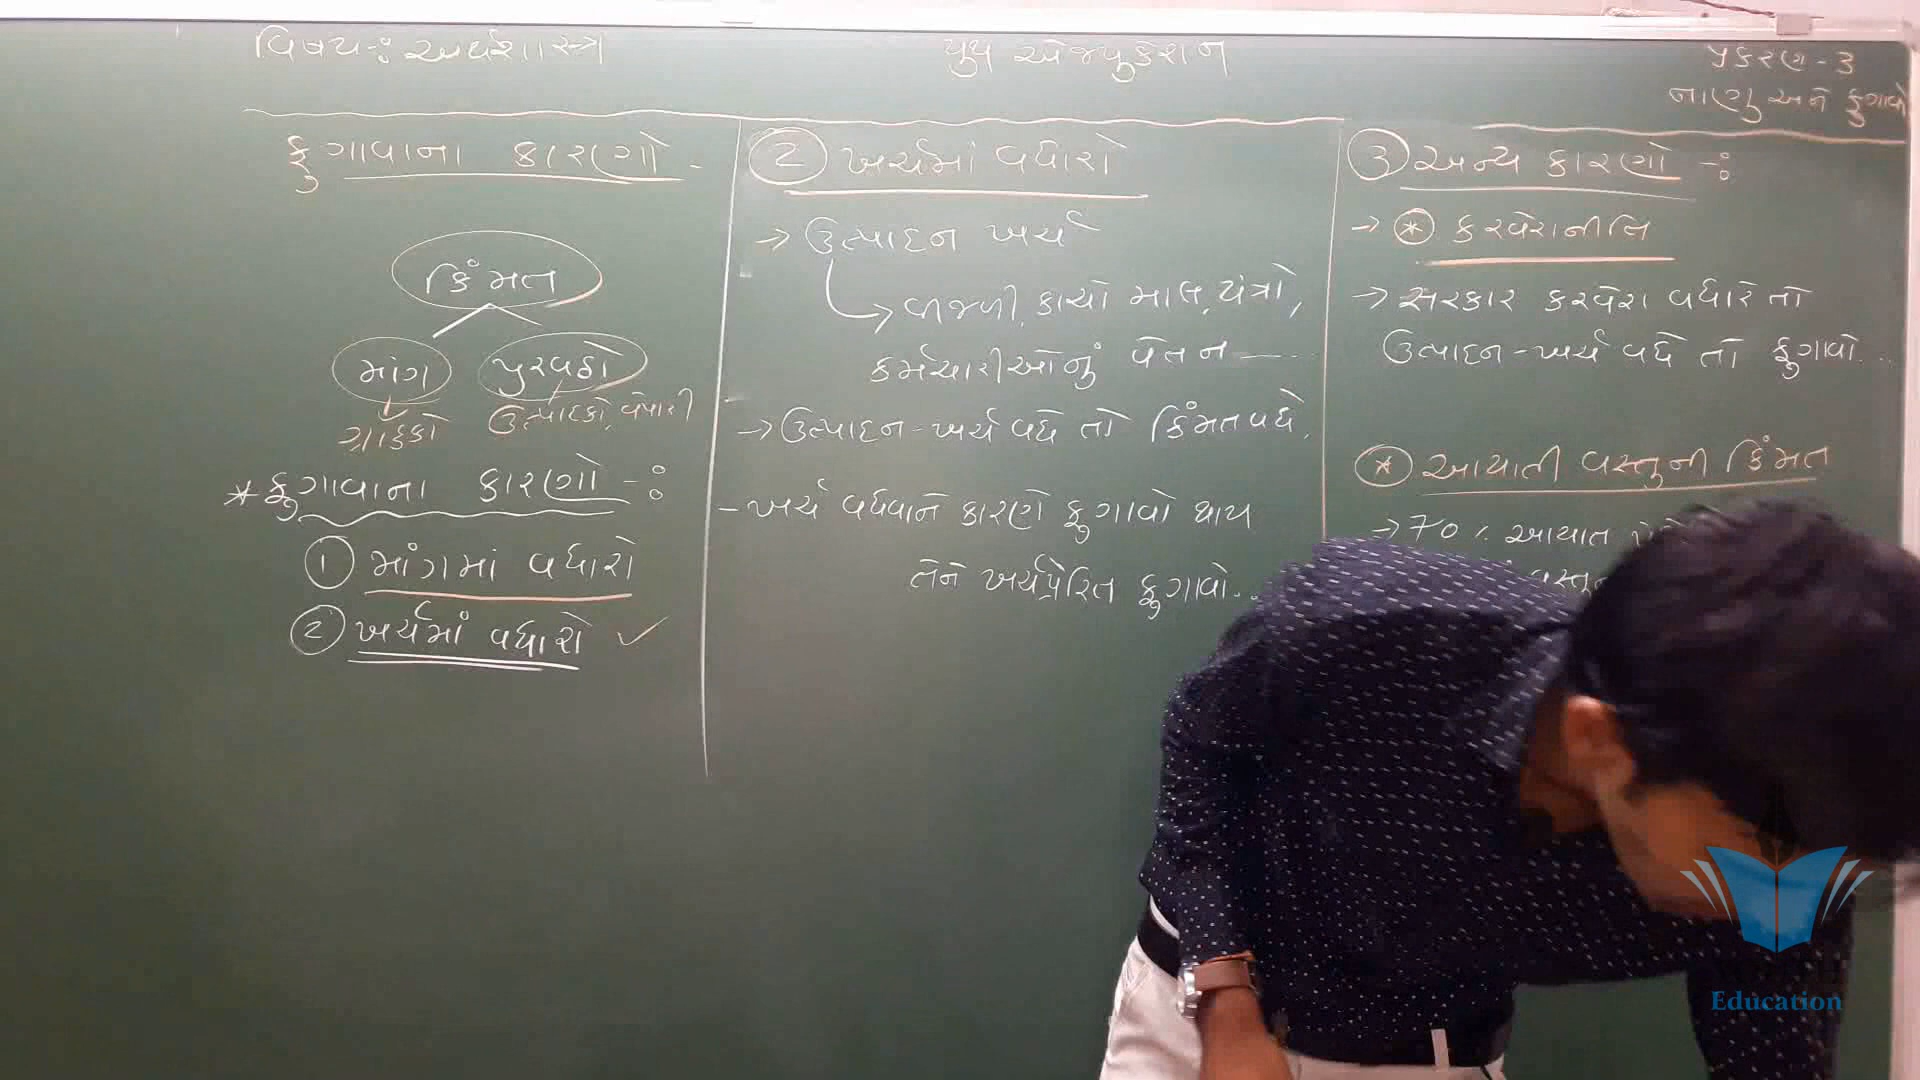 વિષય-: અર્થશાસ્ત્ર
યુથ એજ્યુકેશન
પ્રકરણ - ૩
નાણુ અને ફુગાવો
ફુગાવાના કારણો -
કિંમત
માંગ પુરવઠો
ગ્રાહકો ઉત્પાદકો, વેપારી
* ફુગાવાના કારણો -:
① માંગમાં વધારો
② ખર્ચમાં વધારો ✓
② ખર્ચમાં વધારો
→ ઉત્પાદન ખર્ચ
→ વીજળી, કાચો માલ, યંત્રો,
કર્મચારીઓનું વેતન ......
→ ઉત્પાદન - ખર્ચ વધે તો કિંમત વધે.
- ખર્ચ વધવાને કારણે ફુગાવો થાય
તેને ખર્ચપ્રેરિત ફુગાવો...
③ અન્ય કારણો -:
→ * કરવેરાનીતિ
→ સરકાર કરવેરા વધારે તો
ઉત્પાદન - ખર્ચ વધે તો ફુગાવો...
* આયાતી વસ્તુની કિંમત
→ 70 % આયાત
Education